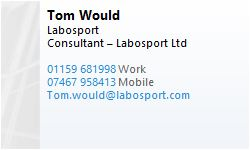 Tom Would
Labosport
Consultant – Labosport Ltd
01159 681998 Work
07467 958413 Mobile
Tom.would@labosport.com